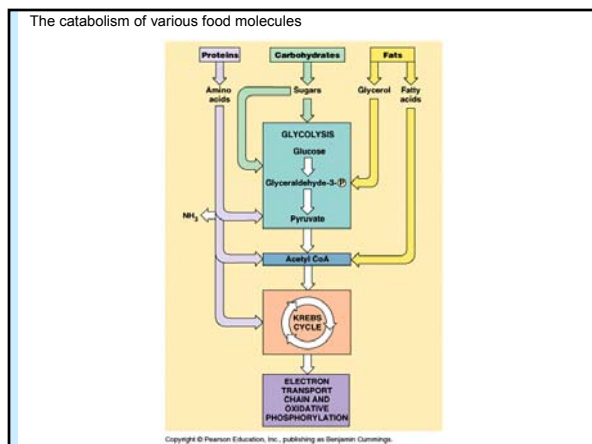 The catabolism of various food molecules
Proteins
Carbohydrates
Fats
Amino
acids
Sugars
Glycerol
Fatty
acids
GLYCOLYSIS
Glucose
Glyceraldehyde-3-Ⓟ
NH₃
Pyruvate
Acetyl CoA
KREBS
CYCLE
ELECTRON
TRANSPORT
CHAIN AND
OXIDATIVE
PHOSPHORYLATION
Copyright © Pearson Education, Inc., publishing as Benjamin Cummings.